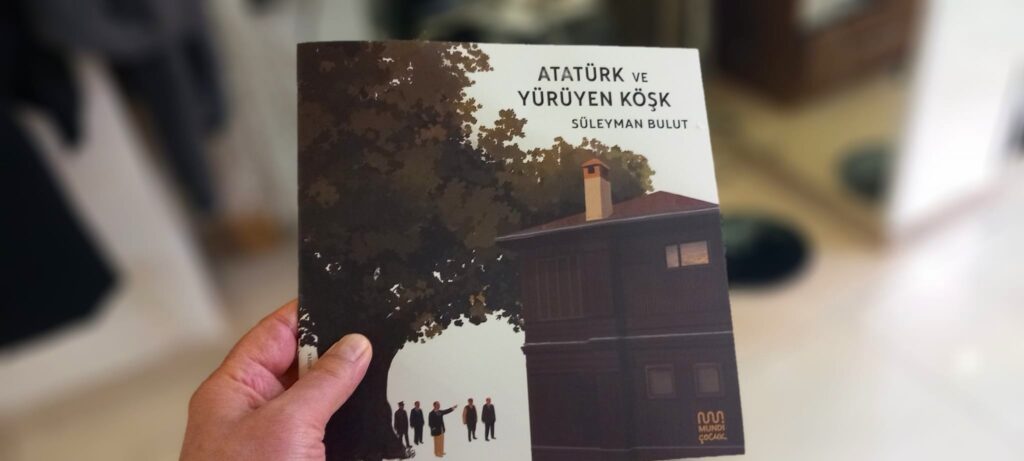 ATATÜRK VE
YÜRÜYEN KÖŞK
SÜLEYMAN BULUT
MUNDİ
ÇOCUK